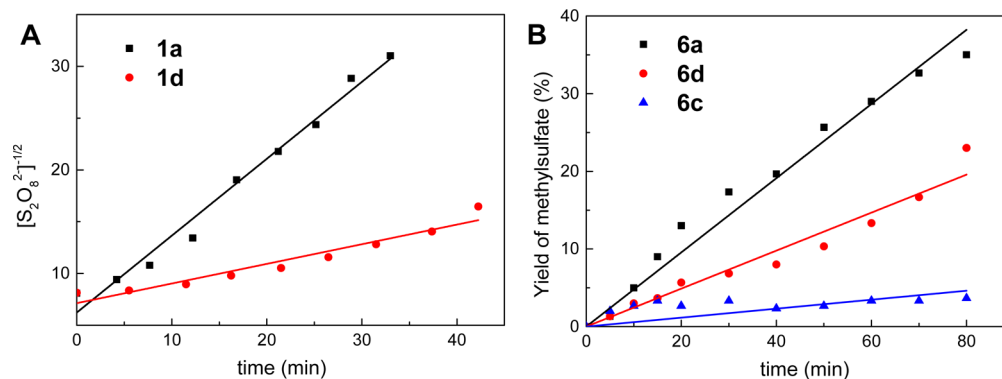 A
1a
1d
[S₂O₈²⁻]⁻¹/²
30
20
10
0 10 20 30 40
time (min)
B
6a
6d
6c
Yield of methylsulfate (%)
40
30
20
10
0
0 20 40 60 80
time (min)